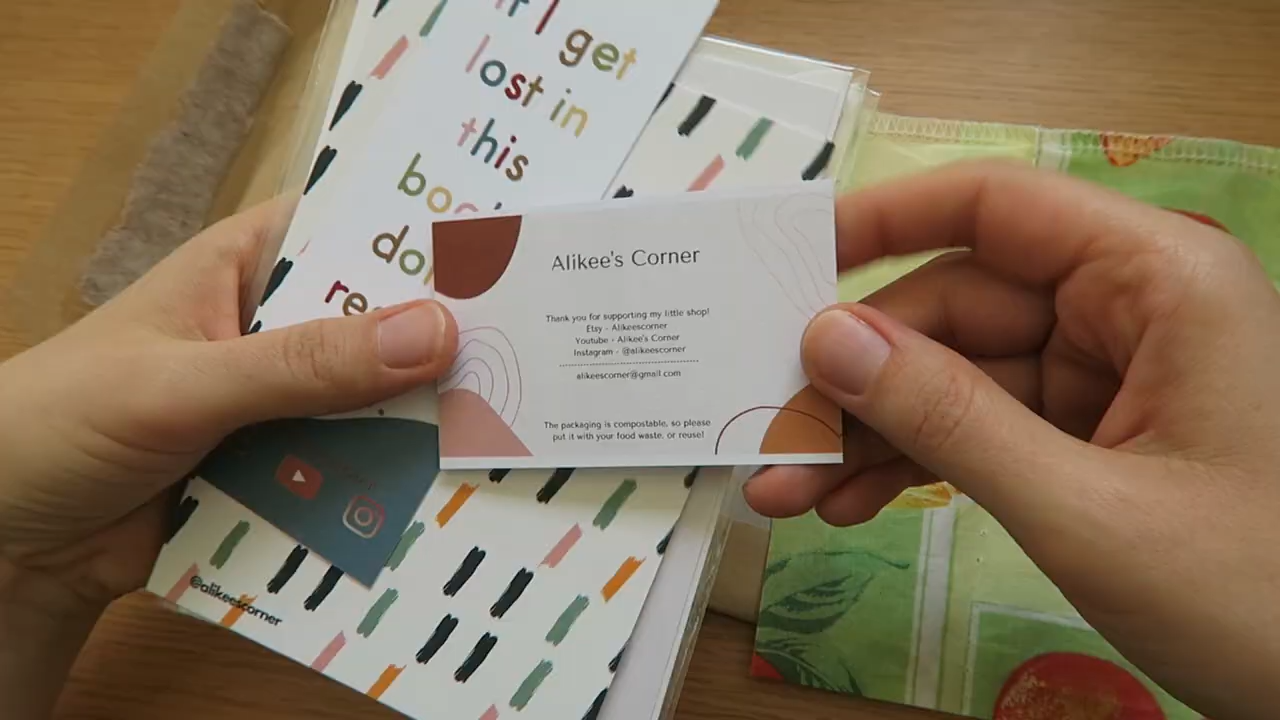 I get
lost in
this
Alikee's Corner
Thank you for supporting my little shop!
Etsy - Alikeescorner
Youtube - Alikee's Corner
Instagram - @alikeescorner
alikeescorner@gmail.com
The packaging is compostable, so please
put it with your food waste, or reuse!
@alikeescorner